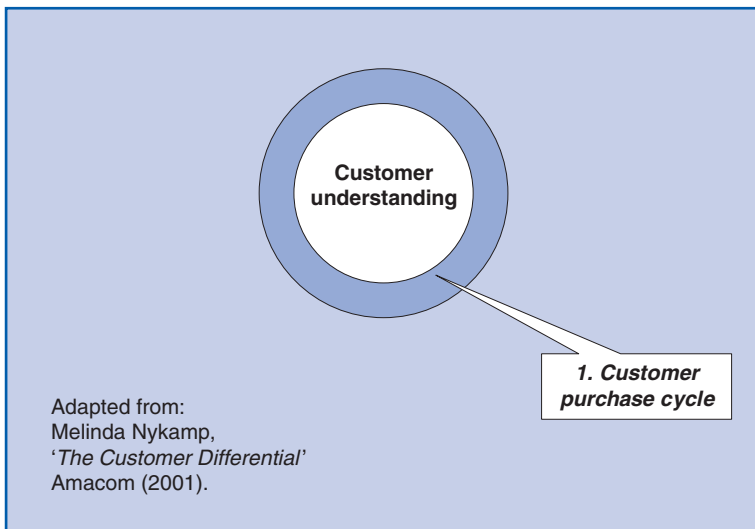 Customer
understanding
1. Customer
purchase cycle
Adapted from:
Melinda Nykamp,
‘The Customer Differential’
Amacom (2001).